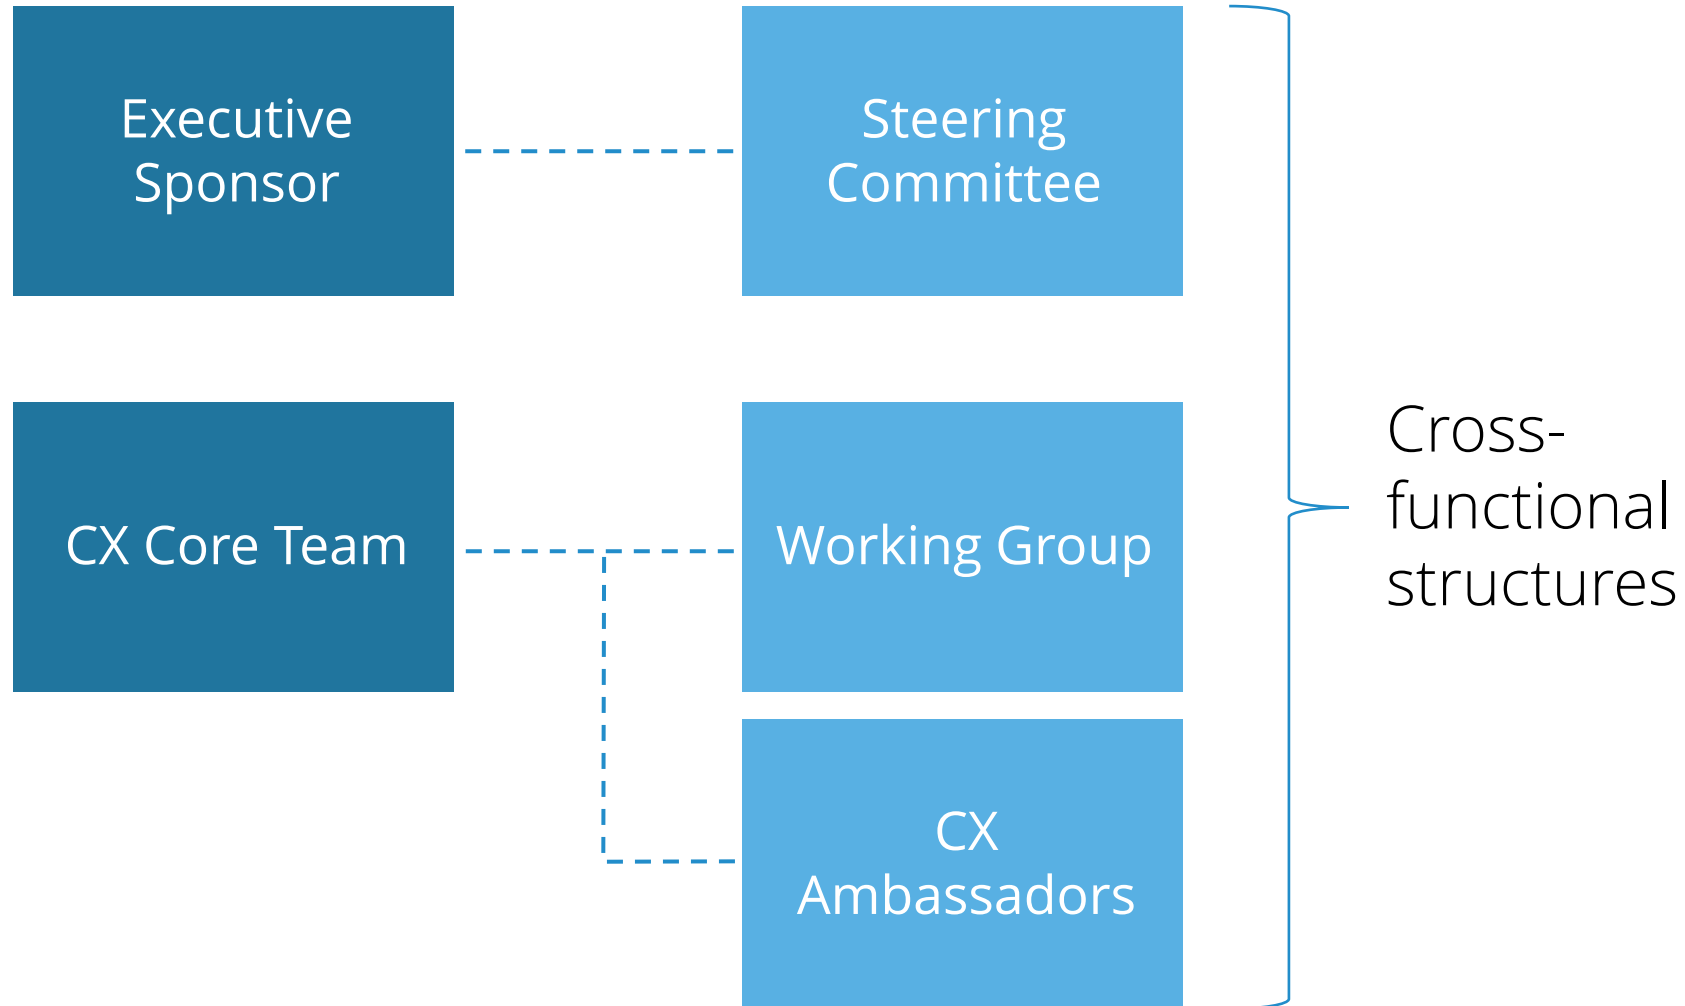 Executive
Sponsor
Steering
Committee
CX Core Team
Working Group
CX
Ambassadors
Cross-
functional
structures